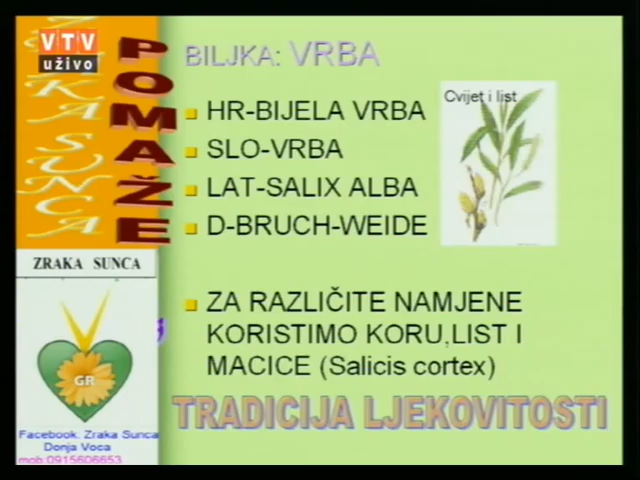 VTV
uživo
ZRAKA SUNCA
POMAŽE
BILJKA: VRBA
HR-BIJELA VRBA
SLO-VRBA
LAT-SALIX ALBA
D-BRUCH-WEIDE
Cvijet i list
ZA RAZLIČITE NAMJENE
KORISTIMO KORU,LIST I
MACICE (Salicis cortex)
TRADICIJA LJEKOVITOSTI
ZRAKA SUNCA
GR
Facebook. Zraka Sunca
Donja Voca
mob:0915606653